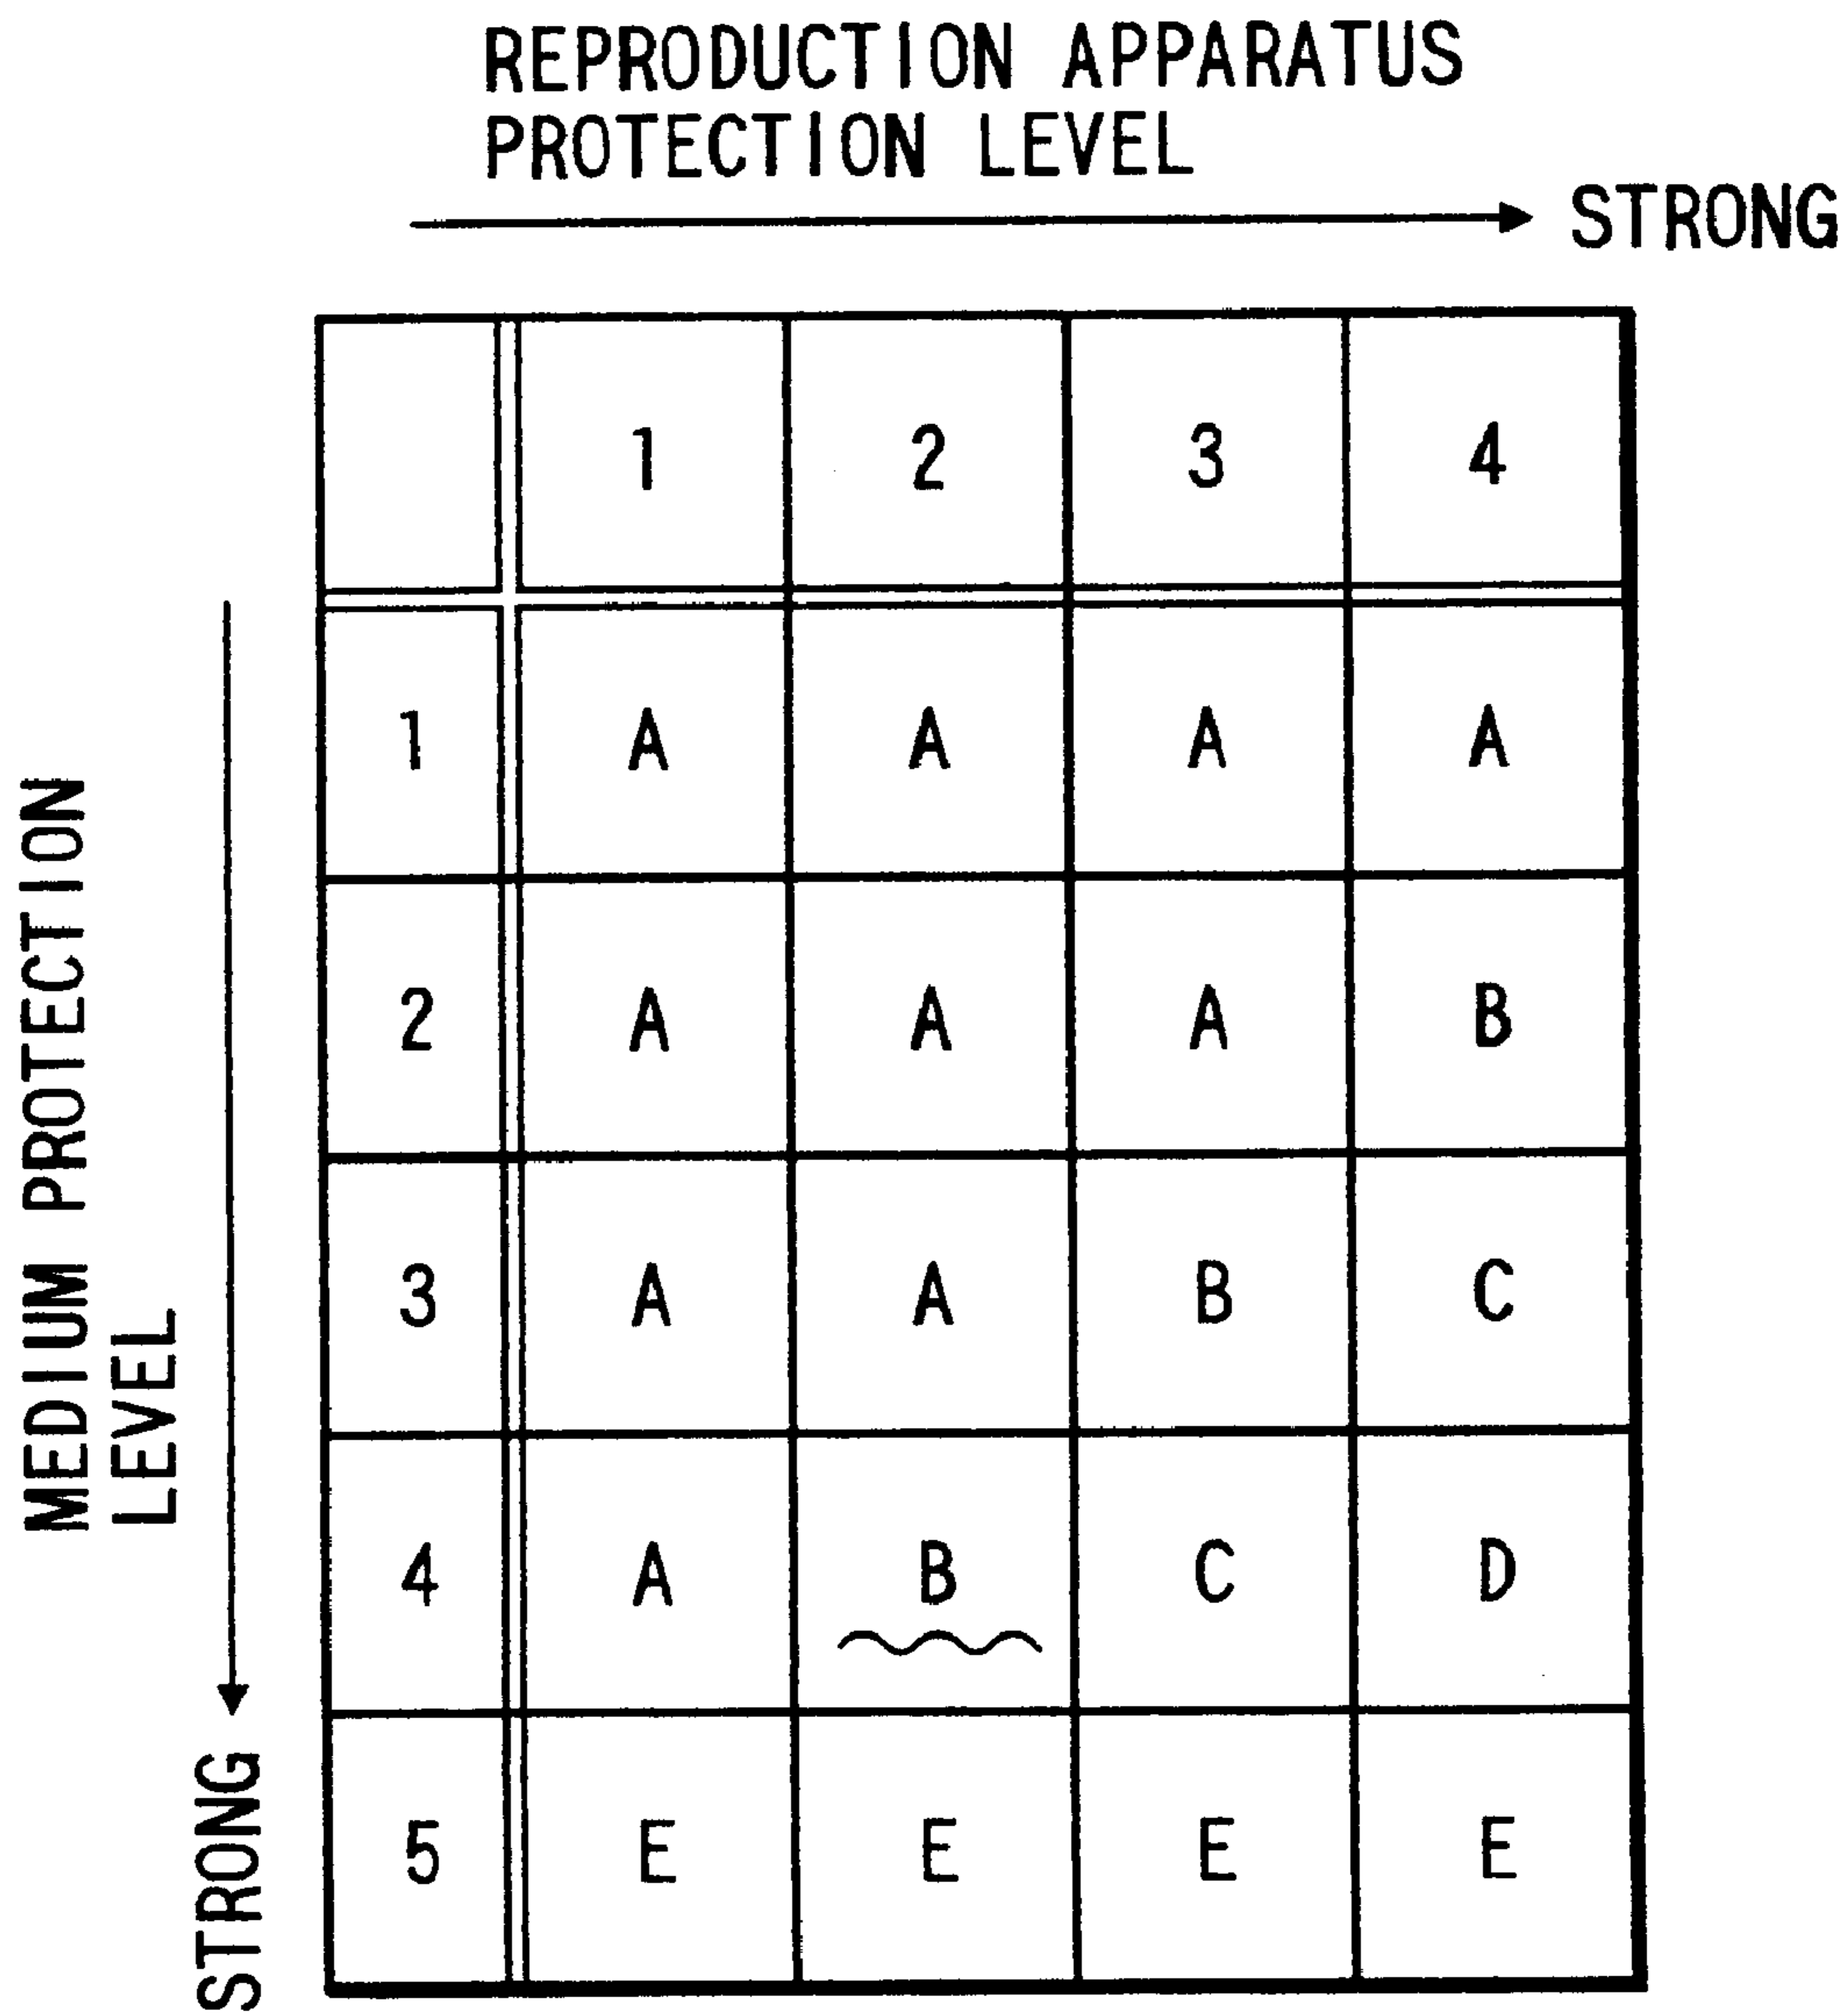 REPRODUCTION APPARATUS
PROTECTION LEVEL
STRONG
MEDIUM PROTECTION
LEVEL
STRONG
1 2 3 4
1 A A A A
2 A A A B
3 A A B C
4 A B C D
5 E E E E